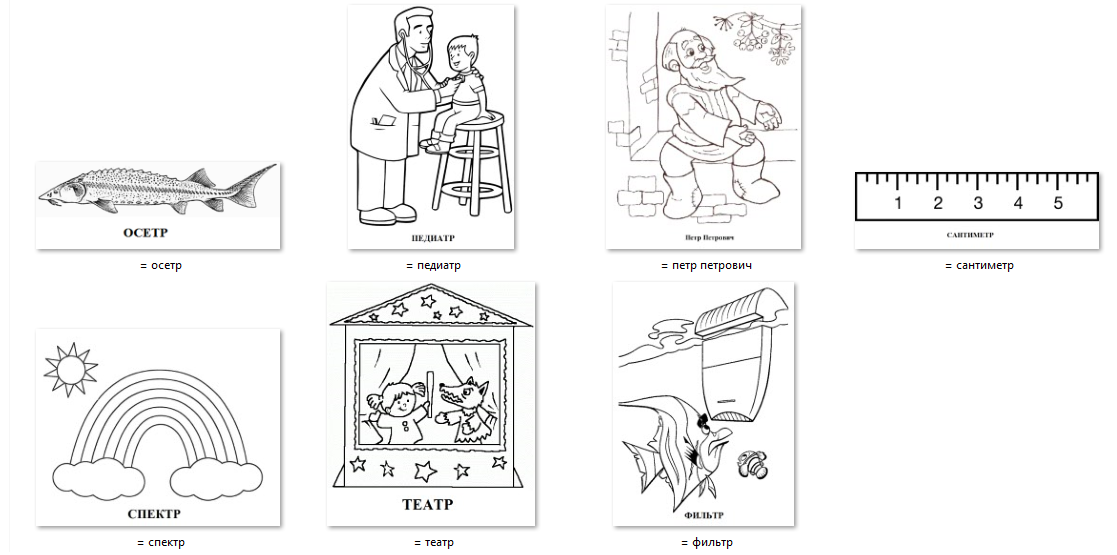 ОСЕТР
ПЕДИАТР
Петр Петрович
1 2 3 4 5
САНТИМЕТР
= осетр
= педиатр
= петр петрович
= сантиметр
СПЕКТР
ТЕАТР
ФИЛЬТР
= спектр
= театр
= фильтр